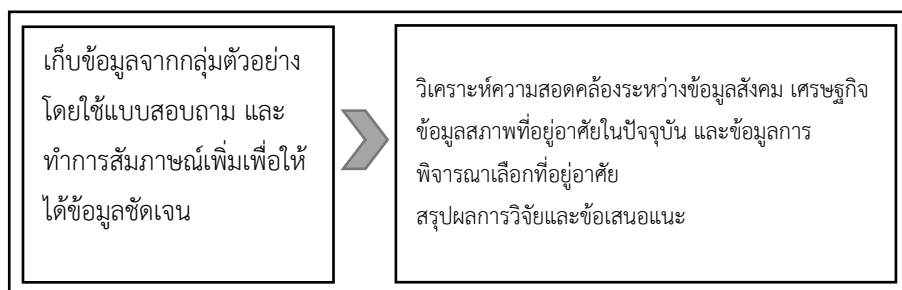 เก็บข้อมูลจากกลุ่มตัวอย่าง
โดยใช้แบบสอบถาม และ
ทำการสัมภาษณ์เพิ่มเพื่อให้
ได้ข้อมูลชัดเจน
วิเคราะห์ความสอดคล้องระหว่างข้อมูลสังคม เศรษฐกิจ
ข้อมูลสภาพที่อยู่อาศัยในปัจจุบัน และข้อมูลการ
พิจารณาเลือกที่อยู่อาศัย
สรุปผลการวิจัยและข้อเสนอแนะ